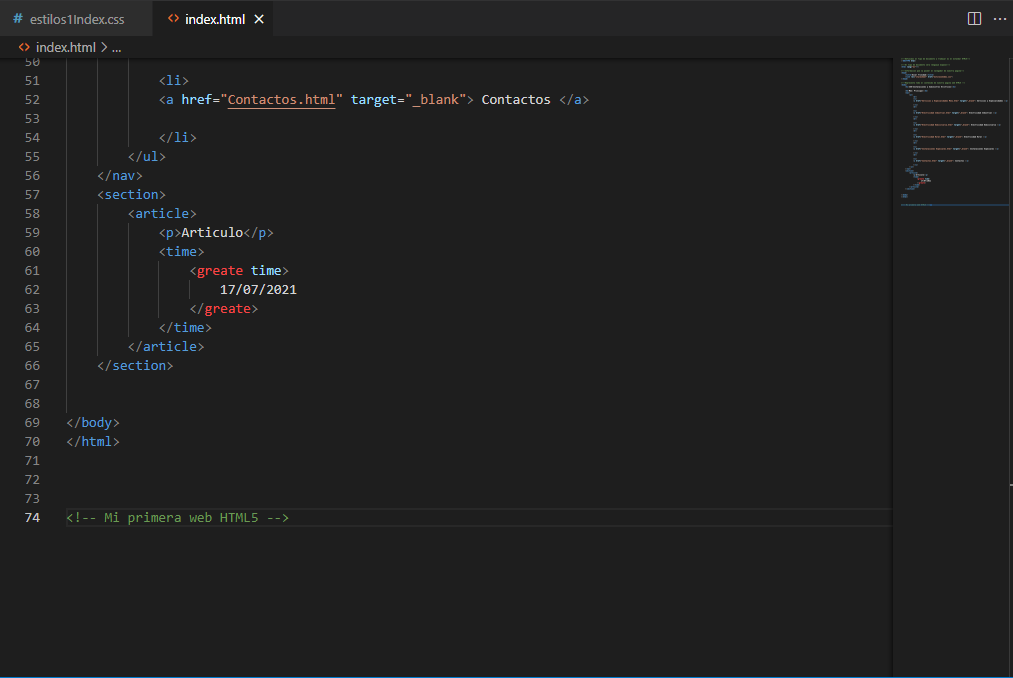 # estilos1Index.css <> index.html ✕ ...
<> index.html > ...
50
51 <li>
52 <a href="Contactos.html" target="_blank"> Contactos </a>
53
54 </li>
55 </ul>
56 </nav>
57 <section>
58 <article>
59 <p>Articulo</p>
60 <time>
61 <greate time>
62 17/07/2021
63 </greate>
64 </time>
65 </article>
66 </section>
67
68
69 </body>
70 </html>
71
72
73
74 <!-- Mi primera web HTML5 -->